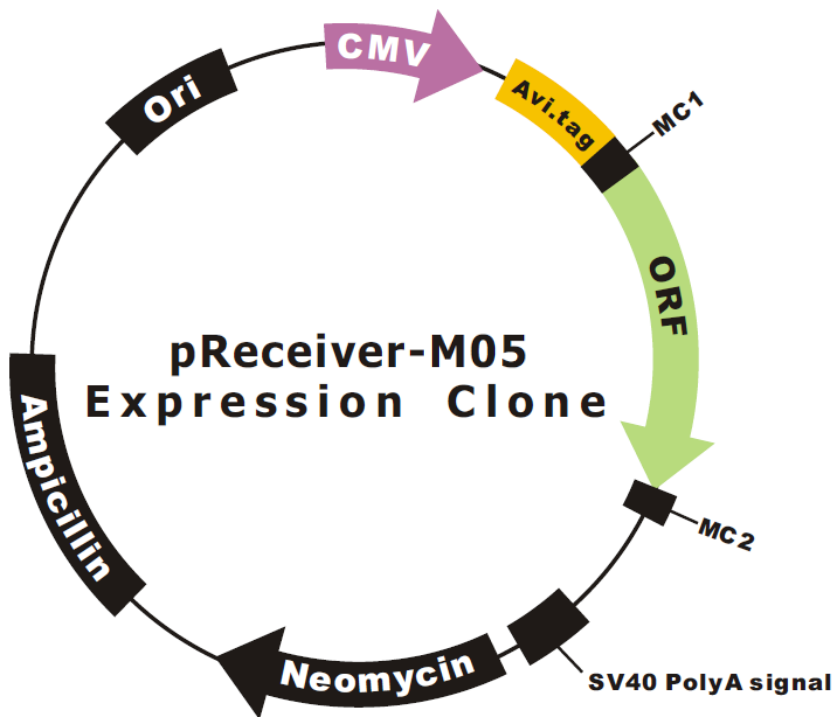 CMV
Avi.tag
MC1
ORF
MC2
SV40 PolyA signal
Neomycin
Ampicillin
Ori
pReceiver-M05
Expression Clone